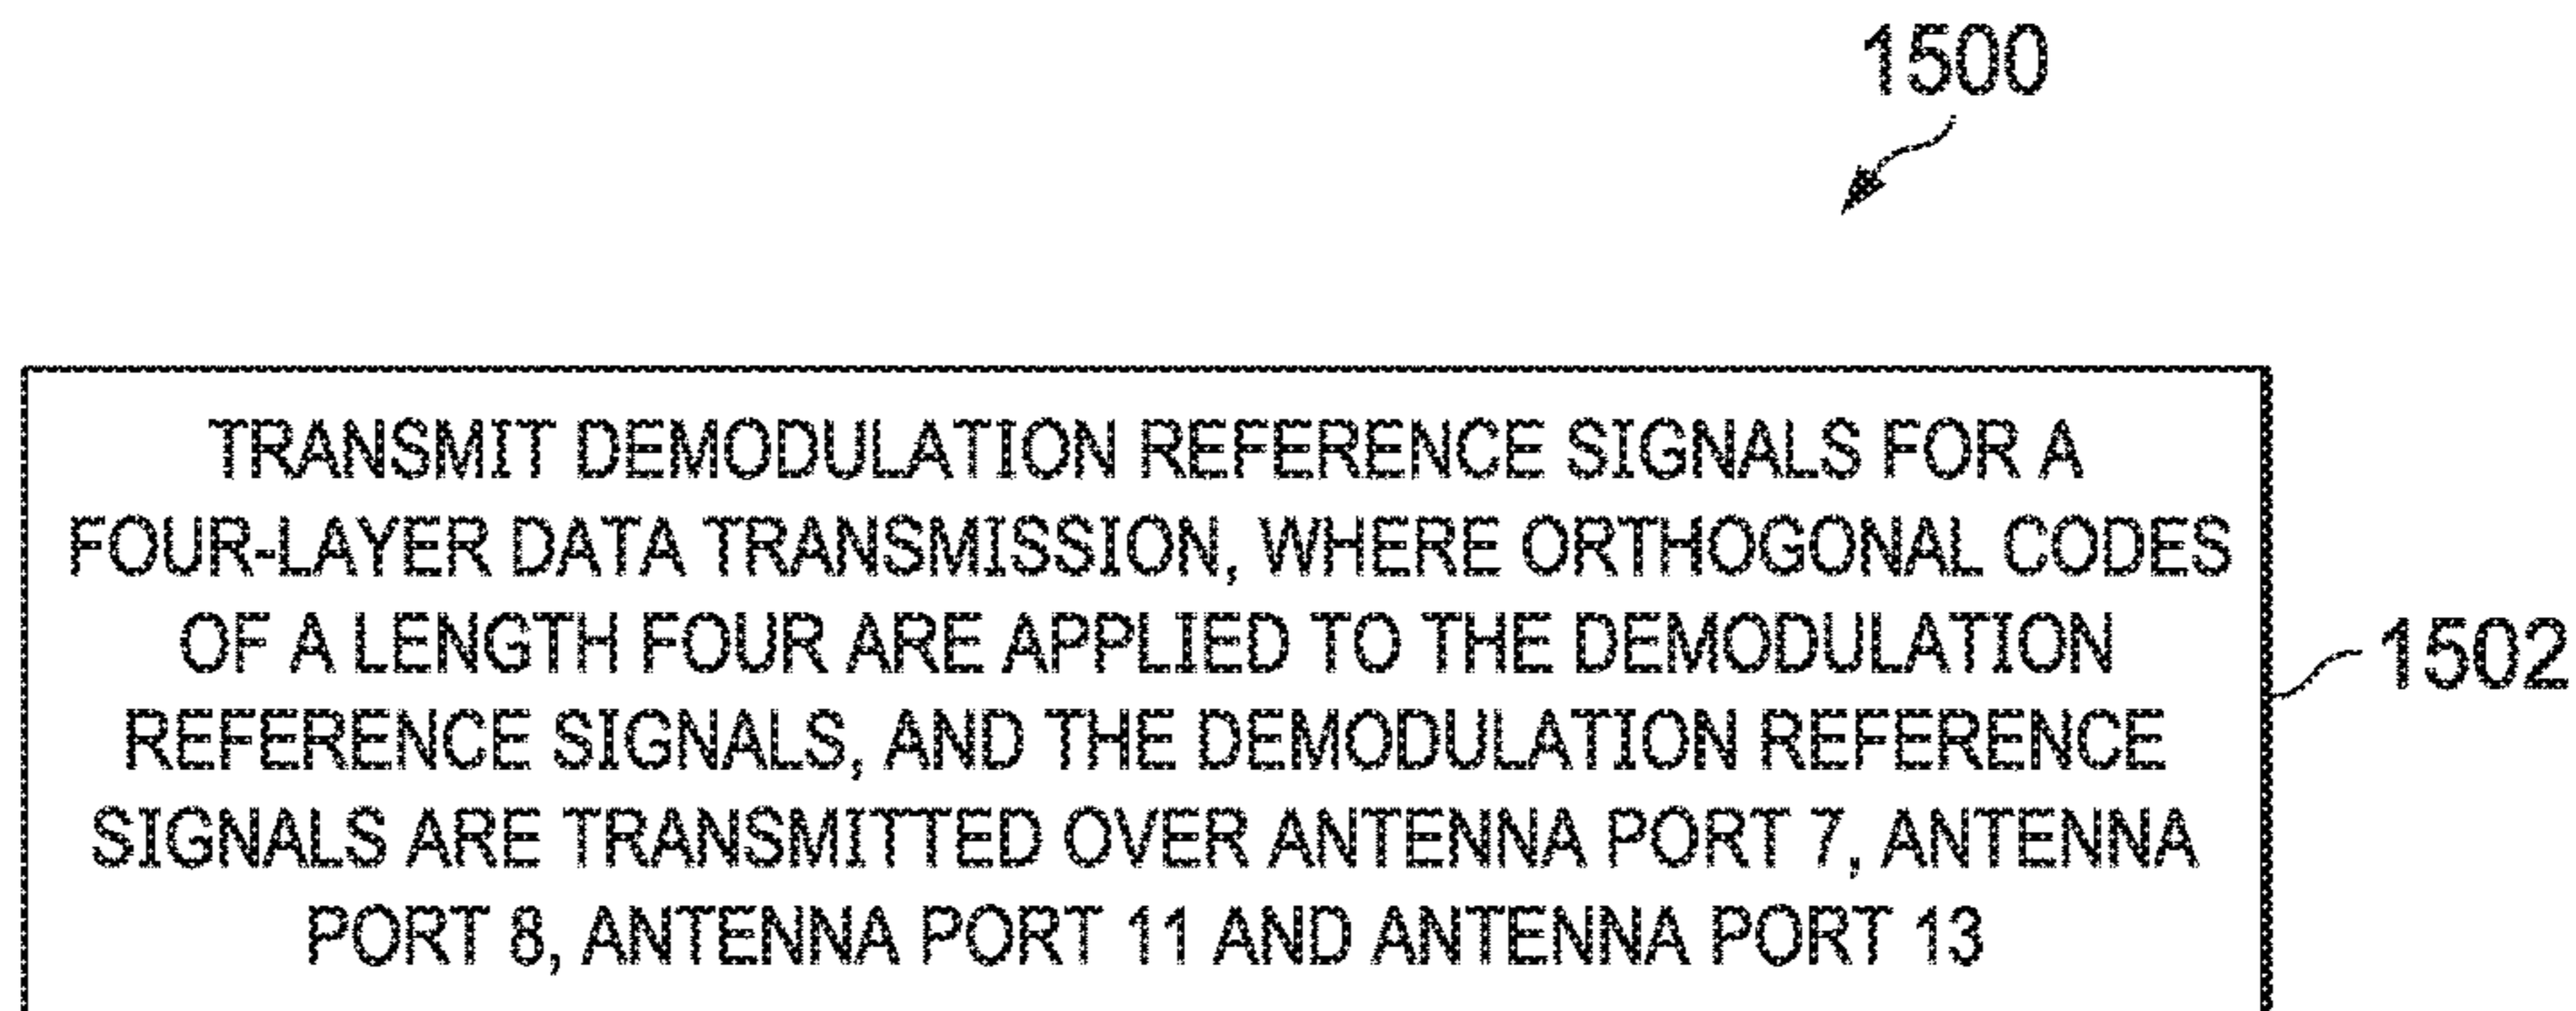 1500
TRANSMIT DEMODULATION REFERENCE SIGNALS FOR A
FOUR-LAYER DATA TRANSMISSION, WHERE ORTHOGONAL CODES
OF A LENGTH FOUR ARE APPLIED TO THE DEMODULATION
REFERENCE SIGNALS, AND THE DEMODULATION REFERENCE
SIGNALS ARE TRANSMITTED OVER ANTENNA PORT 7, ANTENNA
PORT 8, ANTENNA PORT 11 AND ANTENNA PORT 13
1502